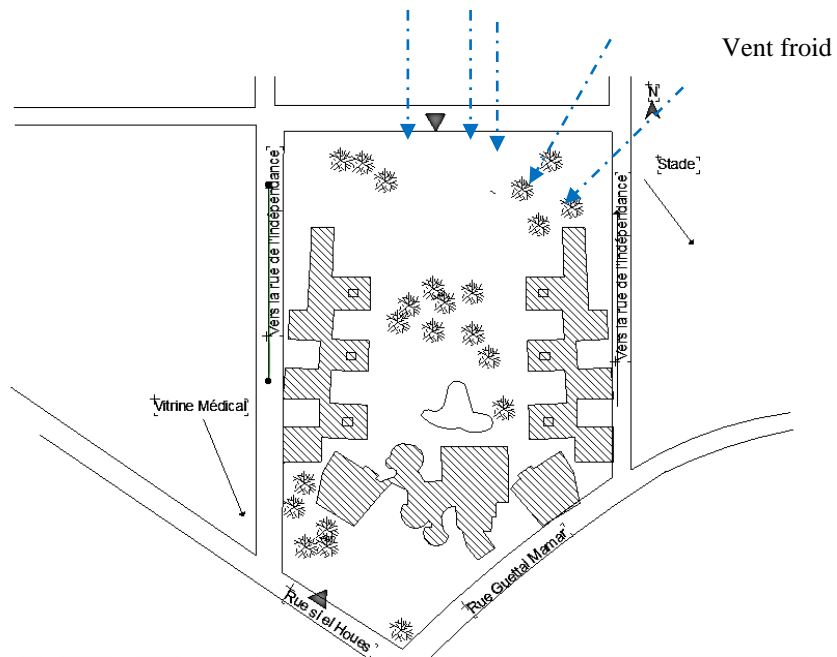 Vent froid
N
Stade
Vers la rue de l'indépendance
Vers la rue de l'indépendance
Vitrine Médical
Rue Guettal Mamar
Rue si el Houes